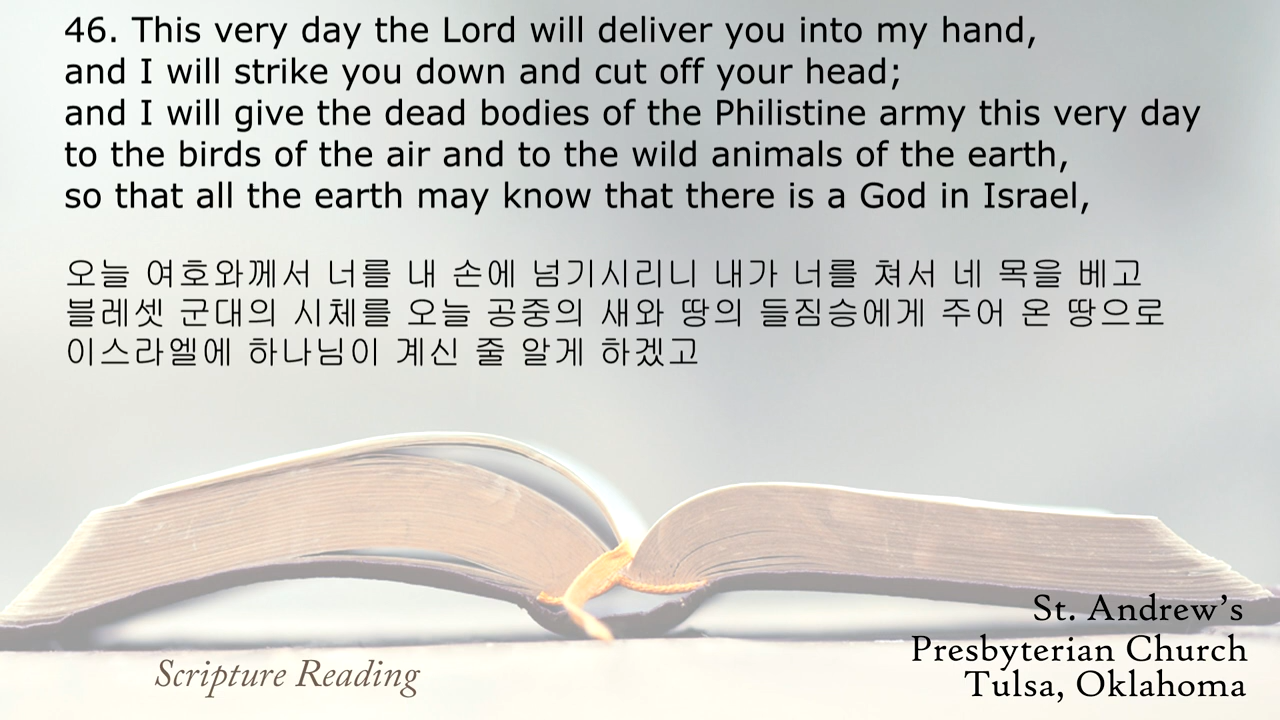 46. This very day the Lord will deliver you into my hand,
and I will strike you down and cut off your head;
and I will give the dead bodies of the Philistine army this very day
to the birds of the air and to the wild animals of the earth,
so that all the earth may know that there is a God in Israel,
오늘 여호와께서 너를 내 손에 넘기시리니 내가 너를 쳐서 네 목을 베고
블레셋 군대의 시체를 오늘 공중의 새와 땅의 들짐승에게 주어 온 땅으로
이스라엘에 하나님이 계신 줄 알게 하겠고
Scripture Reading
St. Andrew’s
Presbyterian Church
Tulsa, Oklahoma